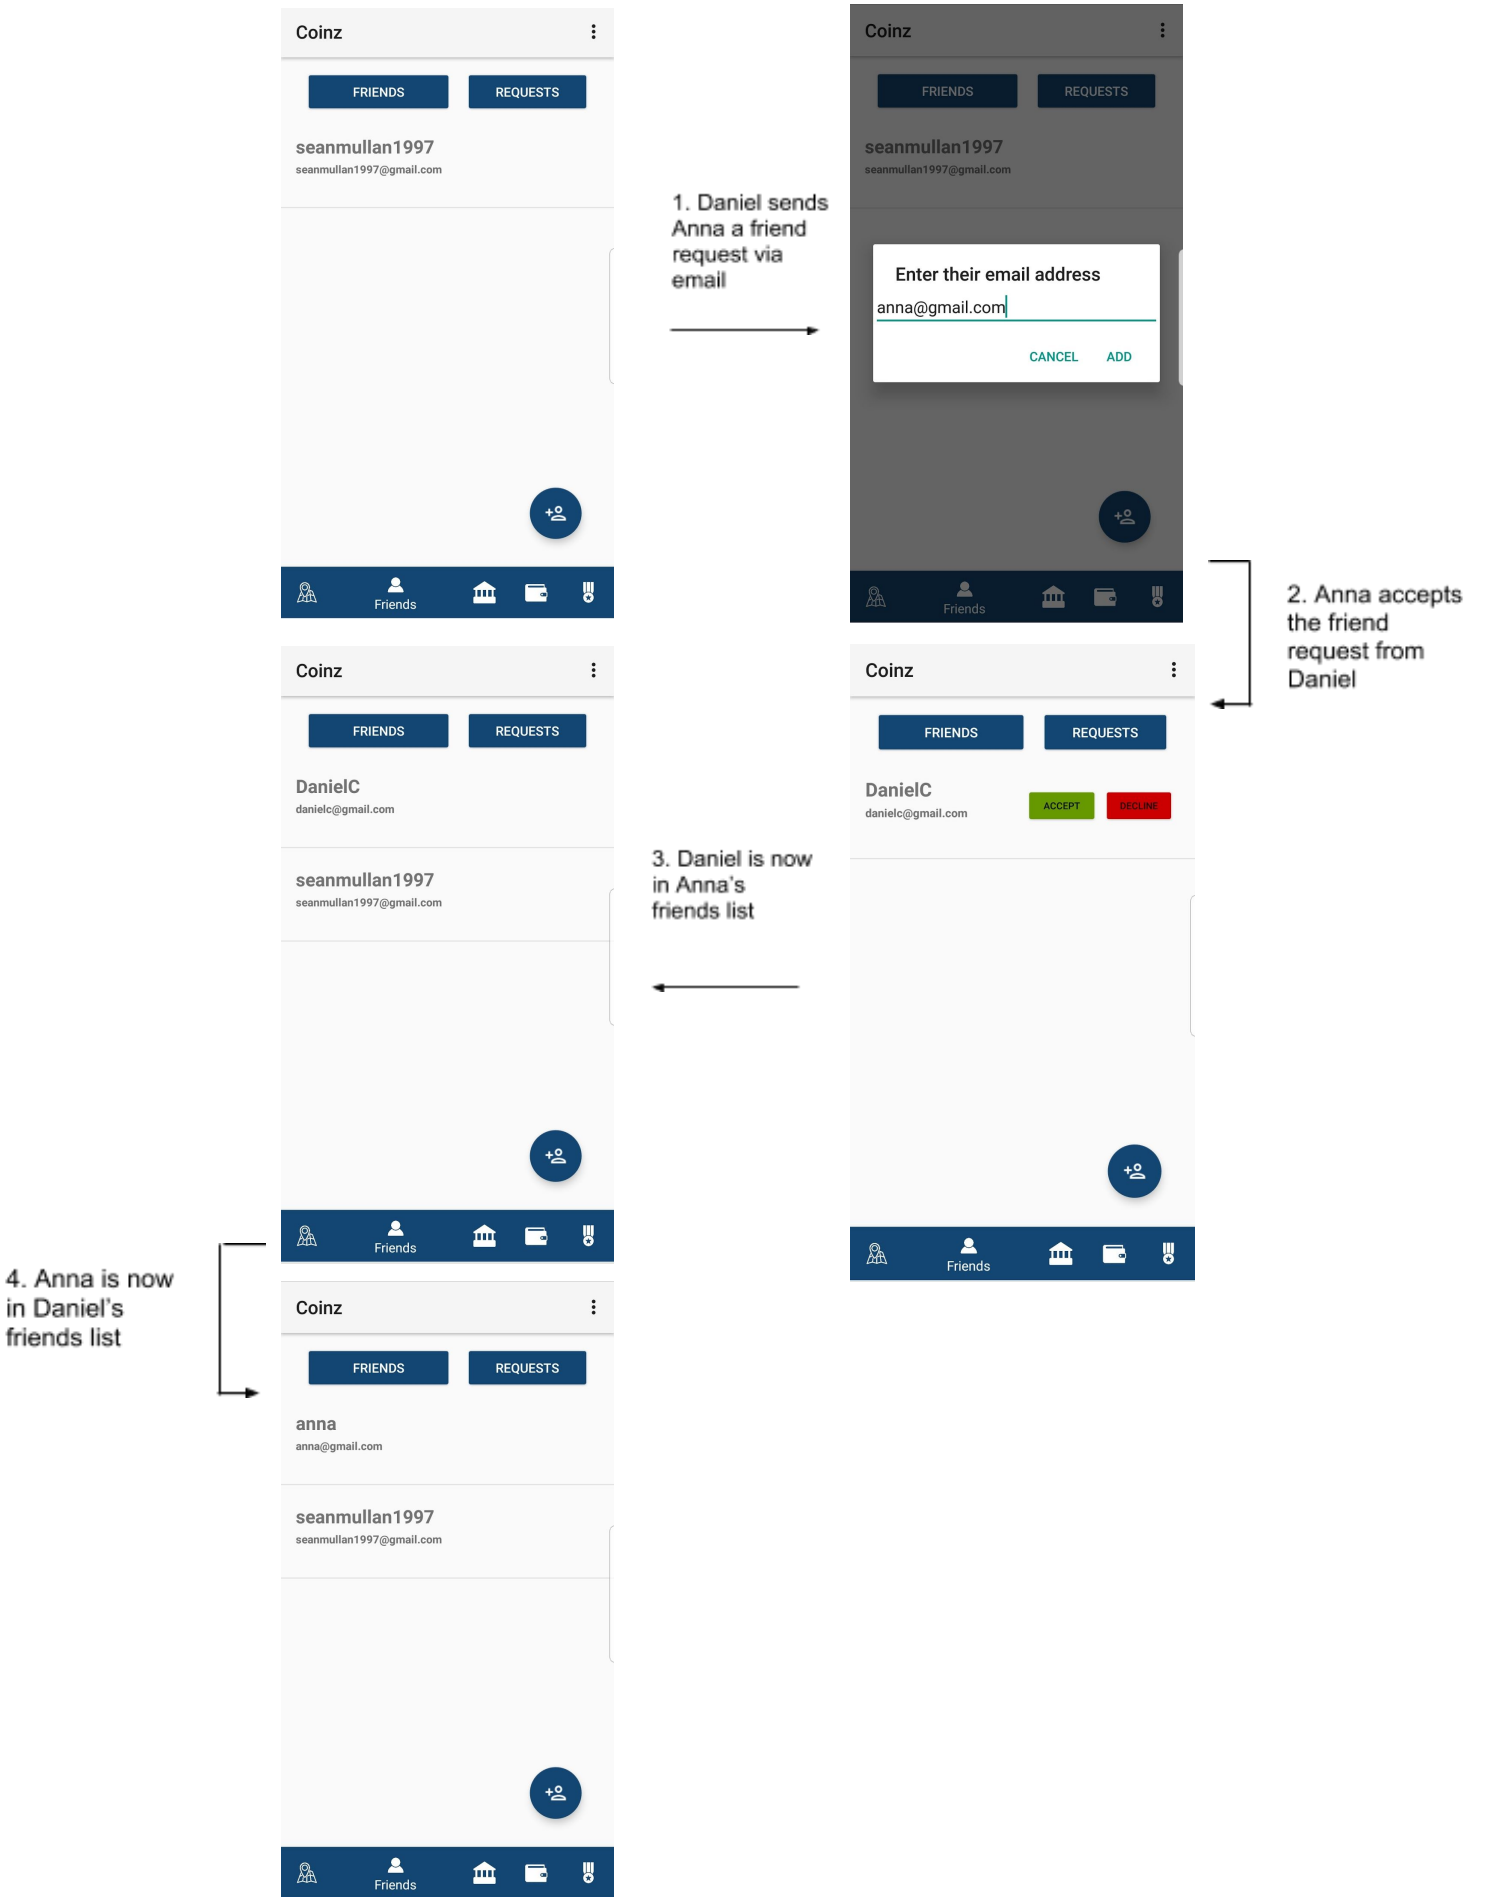 Coinz
FRIENDS REQUESTS
seanmullan1997
seanmullan1997@gmail.com
Friends
1. Daniel sends
Anna a friend
request via
email
Coinz
FRIENDS REQUESTS
seanmullan1997
seanmullan1997@gmail.com
Enter their email address
anna@gmail.com
CANCEL ADD
Friends
2. Anna accepts
the friend
request from
Daniel
Coinz
FRIENDS REQUESTS
DanielC
danielc@gmail.com
ACCEPT DECLINE
Friends
3. Daniel is now
in Anna's
friends list
Coinz
FRIENDS REQUESTS
DanielC
danielc@gmail.com
seanmullan1997
seanmullan1997@gmail.com
Friends
4. Anna is now
in Daniel's
friends list
Coinz
FRIENDS REQUESTS
anna
anna@gmail.com
seanmullan1997
seanmullan1997@gmail.com
Friends